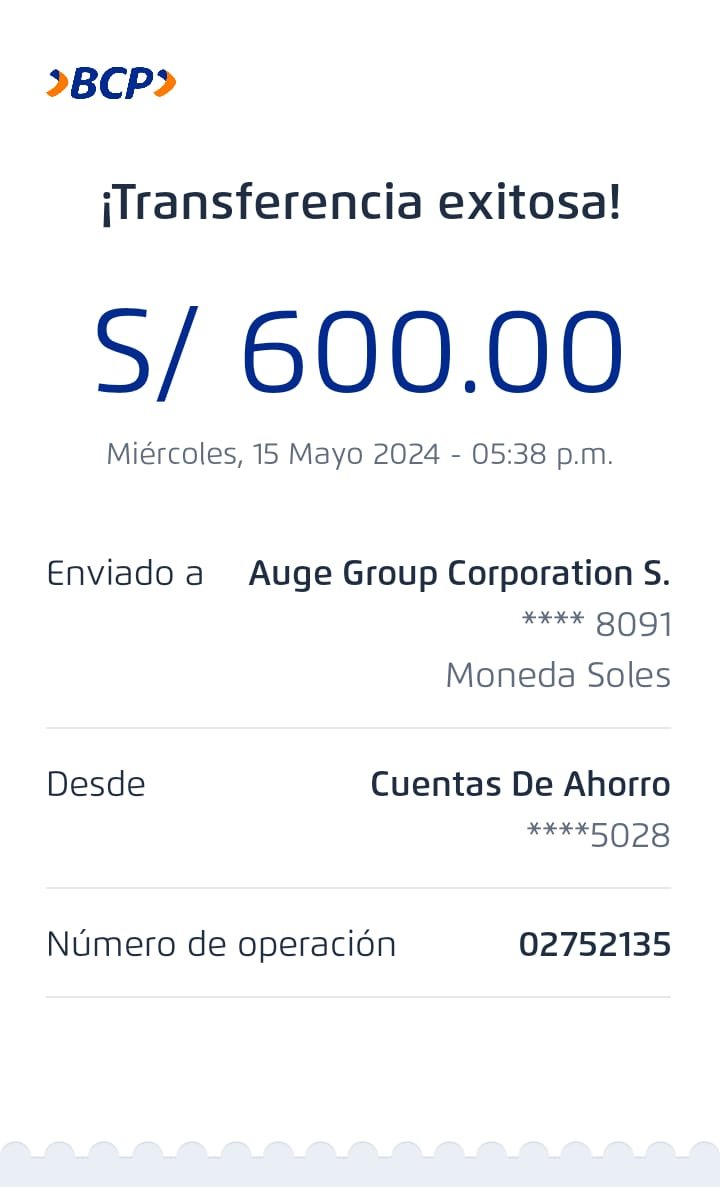 BCP
¡Transferencia exitosa!
S/ 600.00
Miércoles, 15 Mayo 2024 - 05:38 p.m.
Enviado a Auge Group Corporation S.
**** 8091
Moneda Soles
Desde Cuentas De Ahorro
****5028
Número de operación 02752135